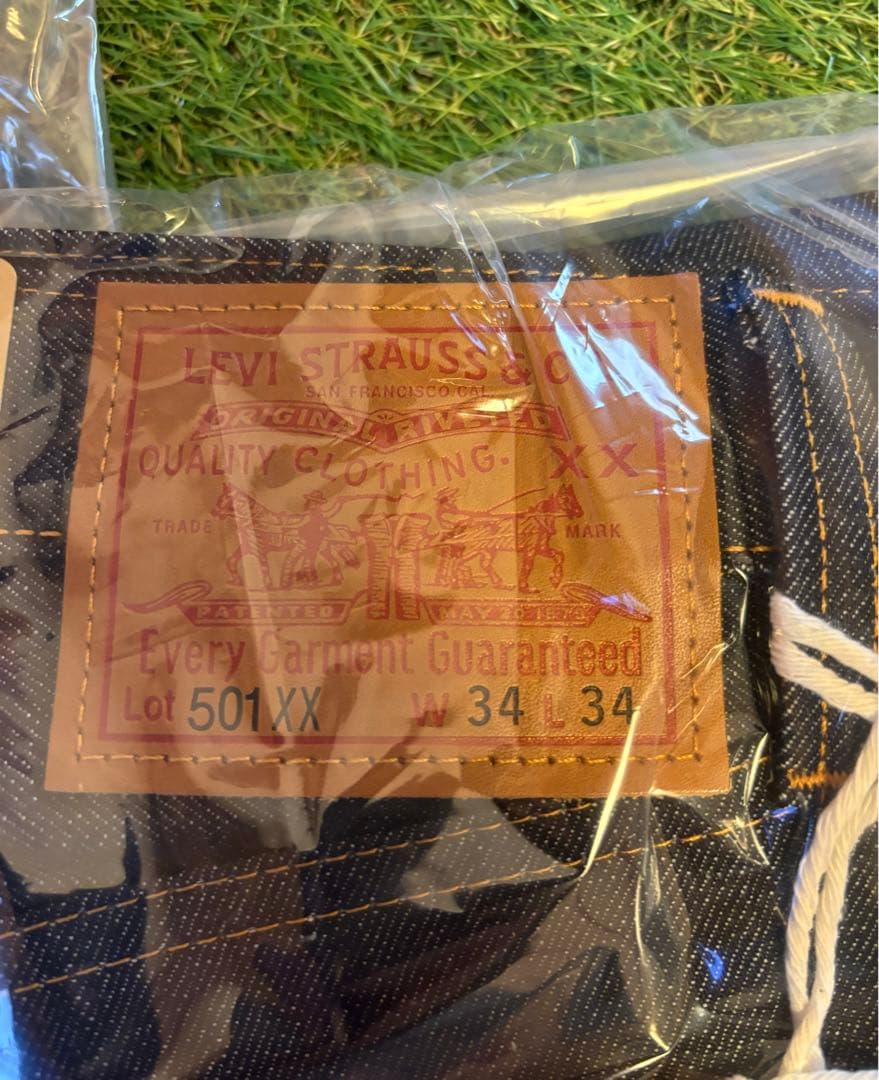 LEVI STRAUSS & C
SAN FRANCISCO, CAL.
ORIGINAL RIVETED
QUALITY CLOTHING. XX
TRADE MARK
PATENTED MAY 20 1873
Every Garment Guaranteed
Lot 501XX W 34 L 34